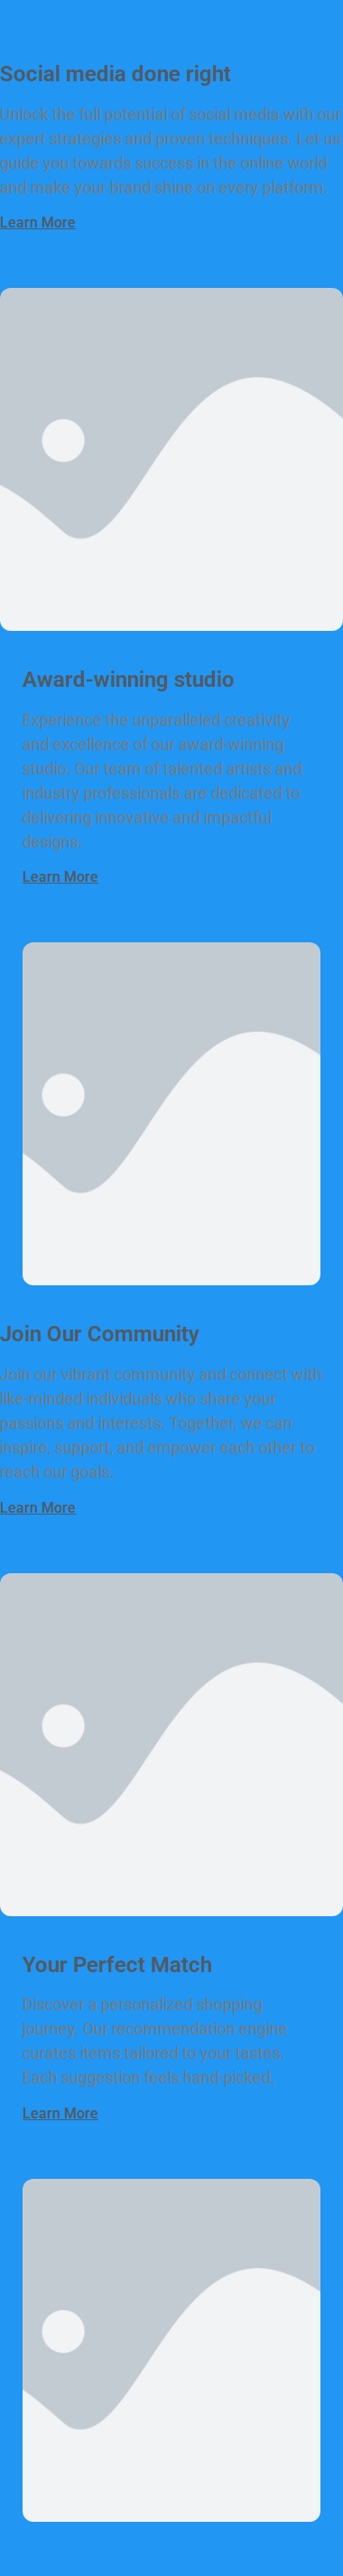 Social media done right
Unlock the full potential of social media with our
expert strategies and proven techniques. Let us
guide you towards success in the online world
and make your brand shine on every platform.
Learn More
Award-winning studio
Experience the unparalleled creativity
and excellence of our award-winning
studio. Our team of talented artists and
industry professionals are dedicated to
delivering innovative and impactful
designs.
Learn More
Join Our Community
Join our vibrant community and connect with
like-minded individuals who share your
passions and interests. Together, we can
inspire, support, and empower each other to
reach our goals.
Learn More
Your Perfect Match
Discover a personalized shopping
journey. Our recommendation engine
curates items tailored to your tastes.
Each suggestion feels hand-picked.
Learn More